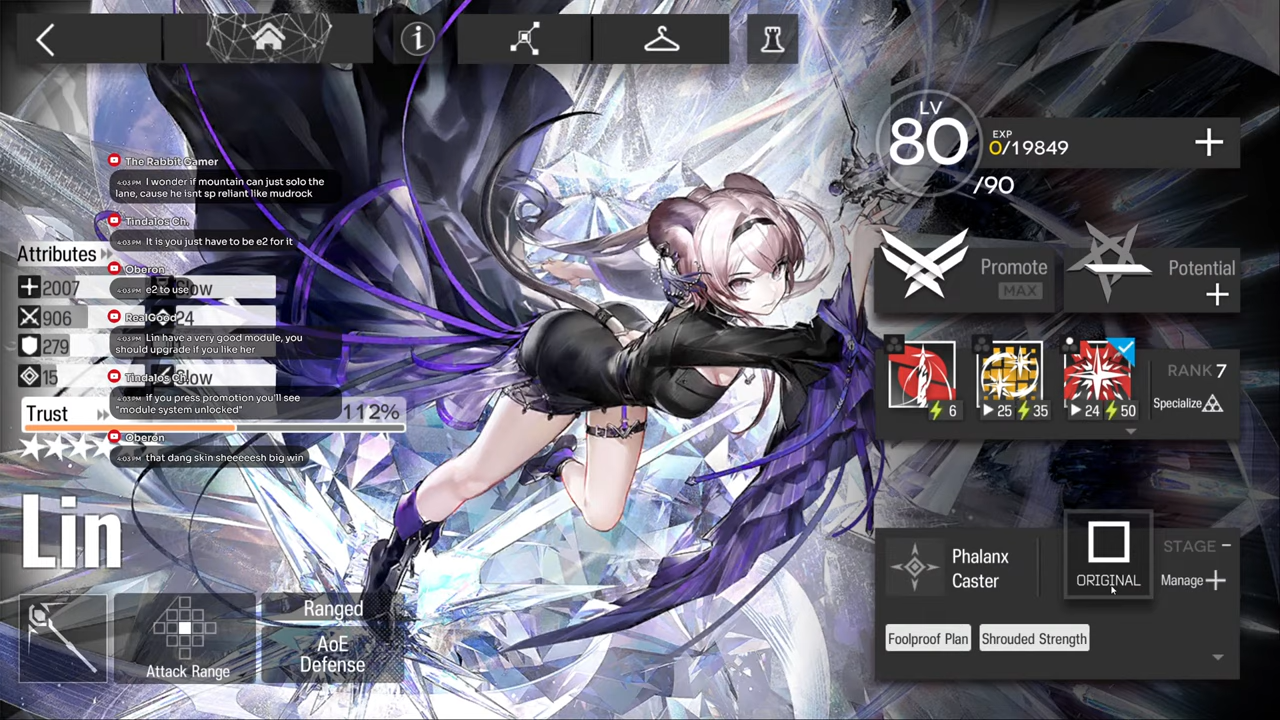 LV
80
EXP
0/19849
/90
The Rabbit Gamer
4:03 PM I wonder if mountain can just solo the
lane, cause he isnt sp reliant like mudrock
Tindalos Ch.
4:03 PM It is you just have to be e2 for it
Oberon
4:03 PM e2 to use
RealGood
4:03 PM Lin have a very good module, you
should upgrade if you like her
Tindalos Ch.
4:03 PM if you press promotion you'll see
"module system unlocked"
Oberon
4:03 PM that dang skin sheeeeesh big win
Attributes
2007
906
24
279
15
Trust
112%
Lin
Attack Range
Ranged
AoE
Defense
Promote
MAX
Potential
6
25
35
24
50
RANK 7
Specialize
Phalanx
Caster
ORIGINAL
STAGE -
Manage
Foolproof Plan
Shrouded Strength